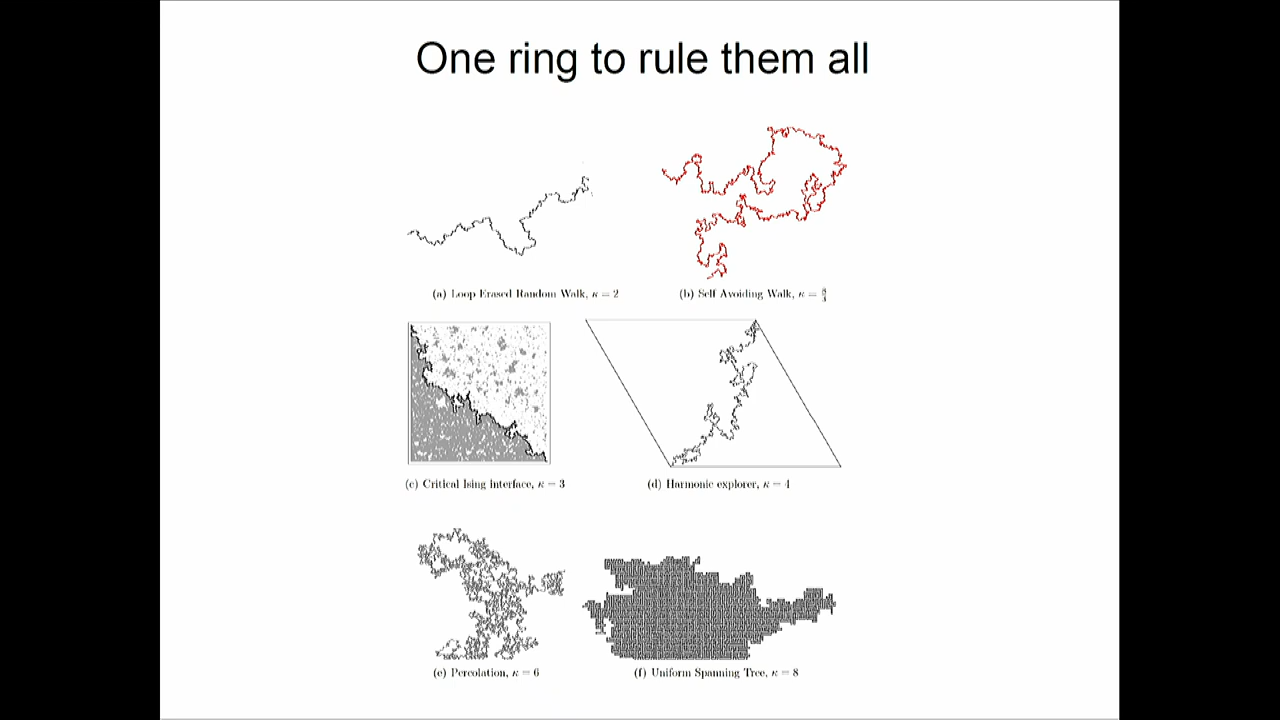 One ring to rule them all
(a) Loop Erased Random Walk, κ = 2
(b) Self Avoiding Walk, κ = 8/3
(c) Critical Ising interface, κ = 3
(d) Harmonic explorer, κ = 4
(e) Percolation, κ = 6
(f) Uniform Spanning Tree, κ = 8